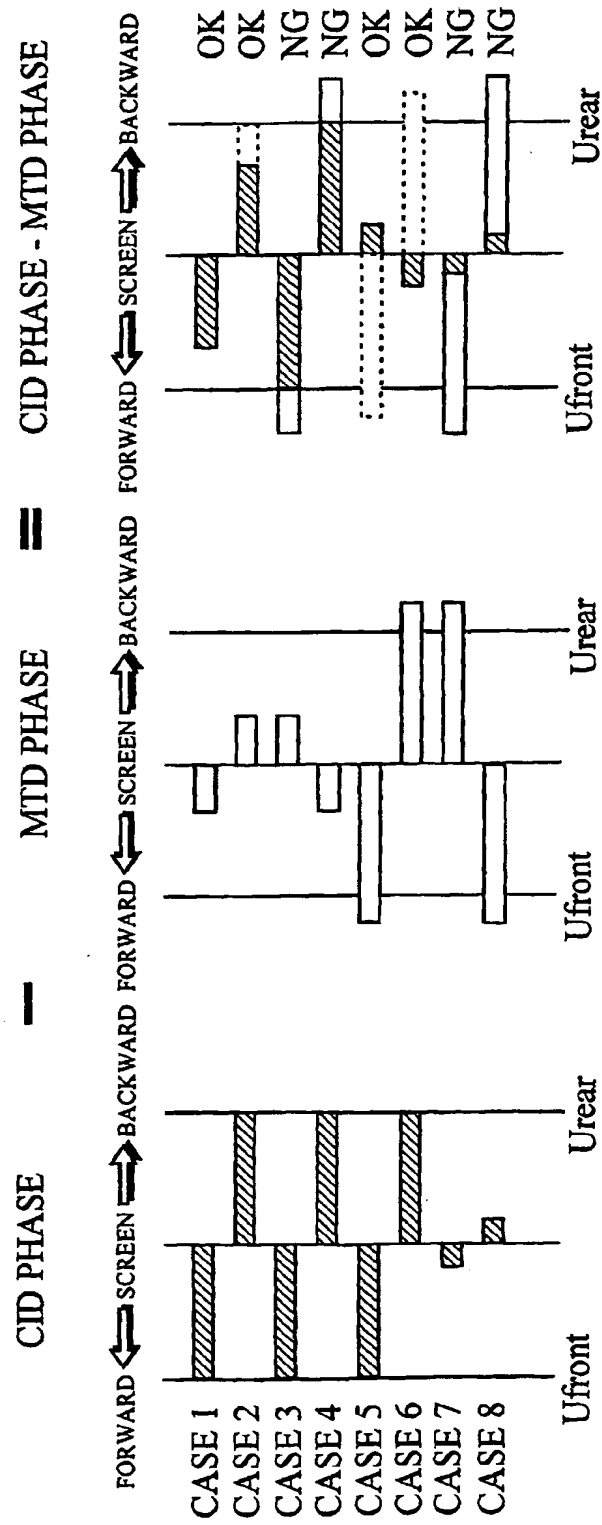 CID PHASE − MTD PHASE = CID PHASE - MTD PHASE
FORWARD SCREEN BACKWARD FORWARD SCREEN BACKWARD FORWARD SCREEN BACKWARD
CASE 1 OK
CASE 2 OK
CASE 3 NG
CASE 4 NG
CASE 5 OK
CASE 6 OK
CASE 7 NG
CASE 8 NG
Ufront Urear Ufront Urear Ufront Urear